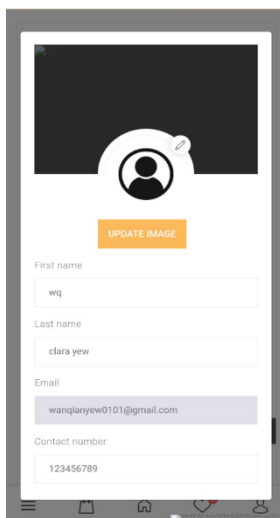 UPDATE IMAGE
First name
wq
Last name
clara yew
Email
wanqianyew0101@gmail.com
Contact number
123456789